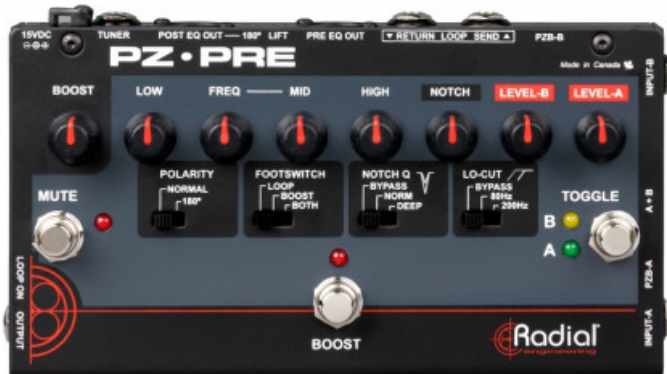 15VDC
TUNER
POST EQ OUT — 180° LIFT
PRE EQ OUT
▼ RETURN LOOP SEND ▲
PZB-B
PZ • PRE
Made in Canada
INPUT-B
BOOST
LOW
FREQ — MID
HIGH
NOTCH
LEVEL-B
LEVEL-A
POLARITY
NORMAL
180°
FOOTSWITCH
LOOP
BOOST
BOTH
NOTCH Q
BYPASS
NORM
DEEP
LO-CUT
BYPASS
80Hz
200Hz
MUTE
TOGGLE
B
A
A+B
PZB-A
INPUT-A
LOOP ON
OUTPUT
BOOST
Radial
engineering